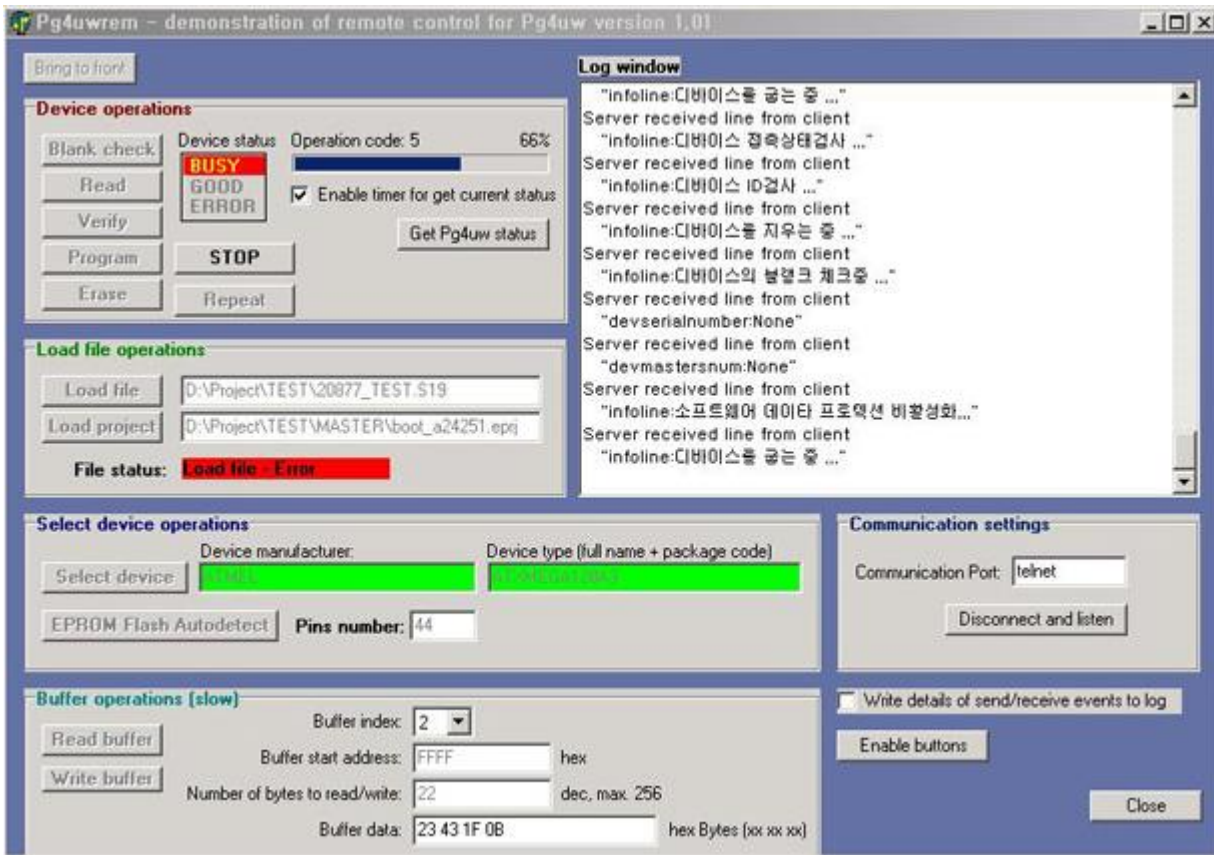 Pg4uwrem - demonstration of remote control for Pg4uw version 1.01
Bring to front
Device operations
Blank check
Read
Verify
Program
Erase
Device status
BUSY
GOOD
ERROR
Operation code: 5
66%
Enable timer for get current status
Get Pg4uw status
STOP
Repeat
Log window
"infoline:디바이스를 굽는 중 ..."
Server received line from client
"infoline:디바이스 접촉상태검사 ..."
Server received line from client
"infoline:디바이스 ID검사 ..."
Server received line from client
"infoline:디바이스를 지우는 중 ..."
Server received line from client
"infoline:디바이스의 블랭크 체크중 ..."
Server received line from client
"devserialnumber:None"
Server received line from client
"devmastersnum:None"
Server received line from client
"infoline:소프트웨어 데이타 프로덱션 비활성화..."
Server received line from client
"infoline:디바이스를 굽는 중 ..."
Load file operations
Load file
D:\Project\TEST\20877_TEST.S19
Load project
D:\Project\TEST\MASTER\boot_a24251.eprj
File status:
Load file - Error
Select device operations
Device manufacturer:
Device type (full name + package code)
Select device
ATMEL
ATxMEGA128A3
EPROM Flash Autodetect
Pins number:
44
Communication settings
Communication Port:
telnet
Disconnect and listen
Buffer operations (slow)
Read buffer
Write buffer
Buffer index:
2
Buffer start address:
FFFF
hex
Number of bytes to read/write:
22
dec, max. 256
Buffer data:
23 43 1F 0B
hex Bytes (xx xx xx)
Write details of send/receive events to log
Enable buttons
Close